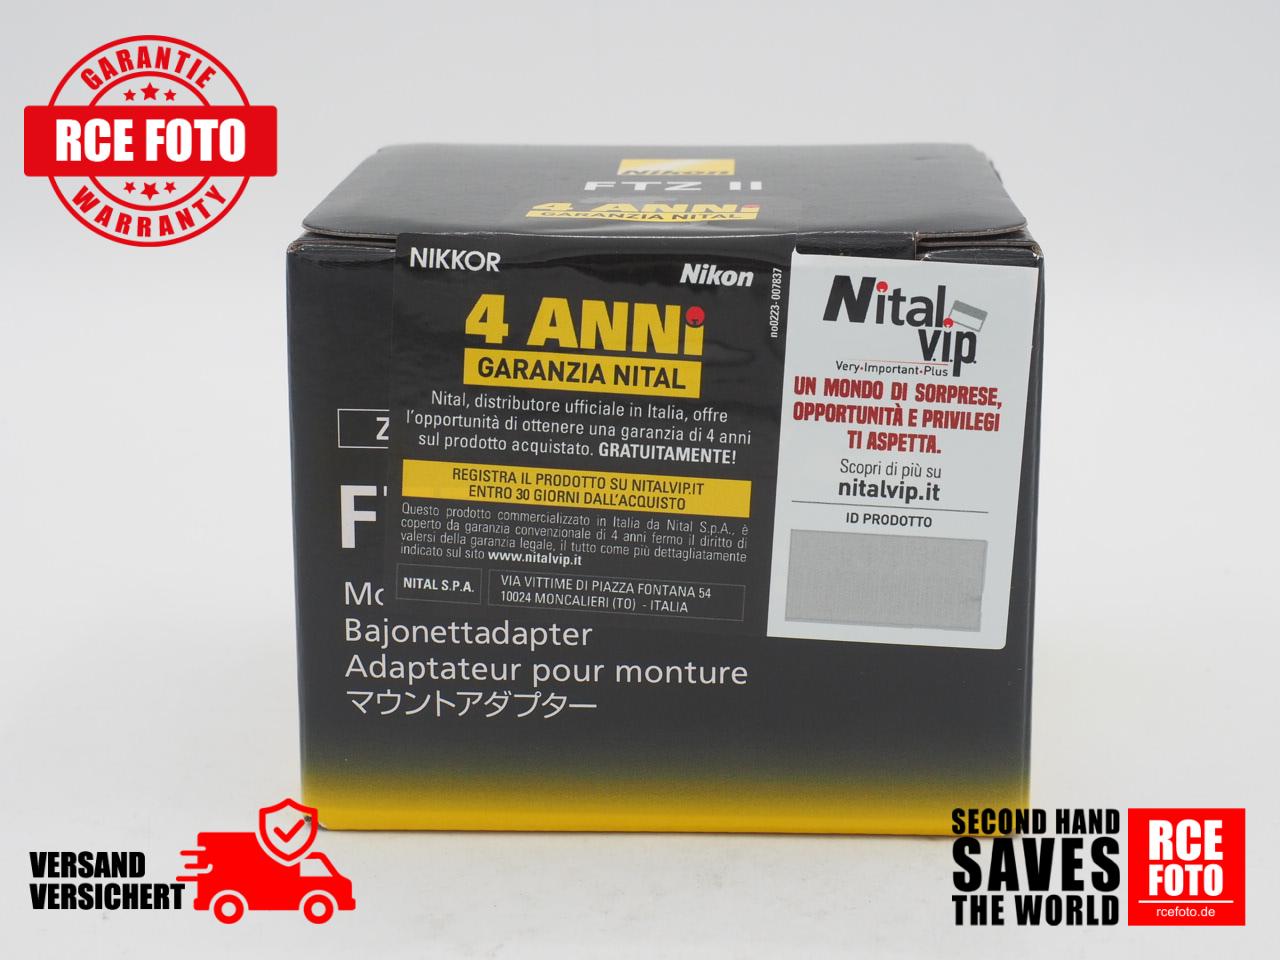 GARANTIE
RCE FOTO
WARRANTY
Nikon
FTZ II
4 ANNi
GARANZIA NITAL
NIKKOR
Nikon
no0223-007837
4 ANNi
GARANZIA NITAL
Nital, distributore ufficiale in Italia, offre
l'opportunità di ottenere una garanzia di 4 anni
sul prodotto acquistato. GRATUITAMENTE!
REGISTRA IL PRODOTTO SU NITALVIP.IT
ENTRO 30 GIORNI DALL'ACQUISTO
Questo prodotto commercializzato in Italia da Nital S.p.A., è
coperto da garanzia convenzionale di 4 anni fermo il diritto di
valersi della garanzia legale, il tutto come più dettagliatamente
indicato sul sito www.nitalvip.it
NITAL S.P.A.
VIA VITTIME DI PIAZZA FONTANA 54
10024 MONCALIERI (TO) - ITALIA
Nital
v.i.p.
Very•Important•Plus
UN MONDO DI SORPRESE,
OPPORTUNITÀ E PRIVILEGI
TI ASPETTA.
Scopri di più su
nitalvip.it
ID PRODOTTO
Z
F
Mo
Bajonettadapter
Adaptateur pour monture
マウントアダプター
VERSAND
VERSICHERT
SECOND HAND
SAVES
THE WORLD
RCE
FOTO
rcefoto.de